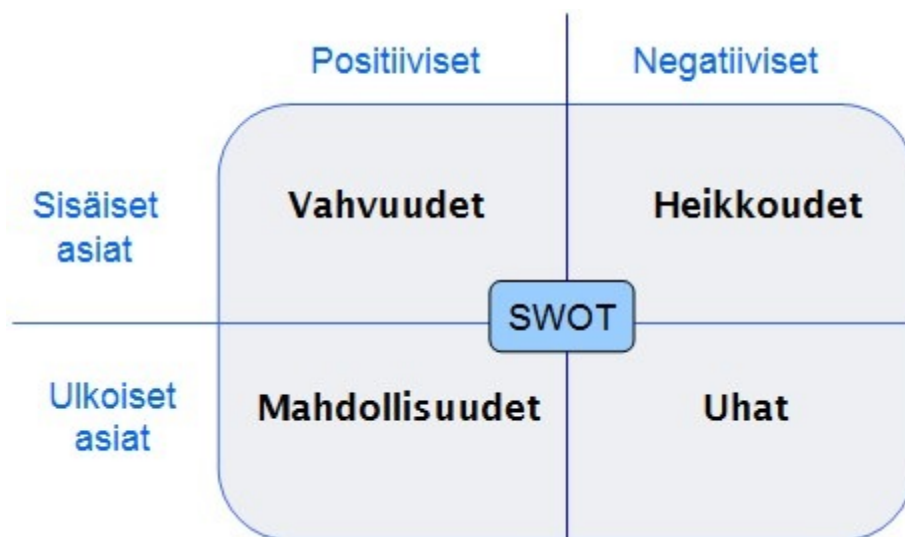 Positiiviset Negatiiviset
Sisäiset
asiat
Vahvuudet Heikkoudet
SWOT
Ulkoiset
asiat
Mahdollisuudet Uhat